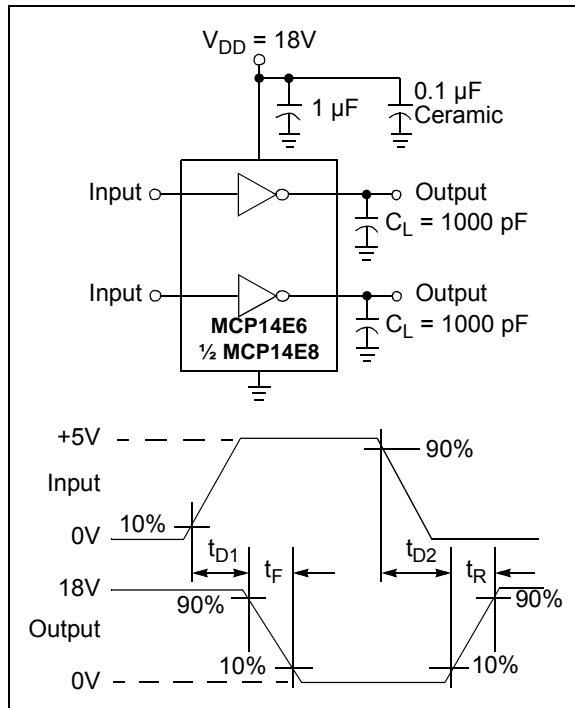 V_DD = 18V
1 µF
0.1 µF
Ceramic
Input
Output
C_L = 1000 pF
Input
Output
C_L = 1000 pF
MCP14E6
½ MCP14E8
+5V
90%
Input
10%
0V
t_D1
t_F
t_D2
t_R
18V
90%
90%
Output
10%
10%
0V